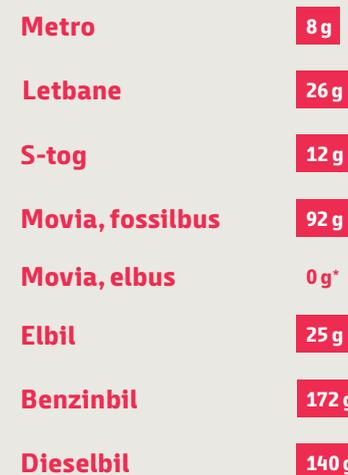 Metro 8 g
Letbane 26 g
S-tog 12 g
Movia, fossilbus 92 g
Movia, elbus 0 g*
Elbil 25 g
Benzinbil 172 g
Dieselbil 140 g